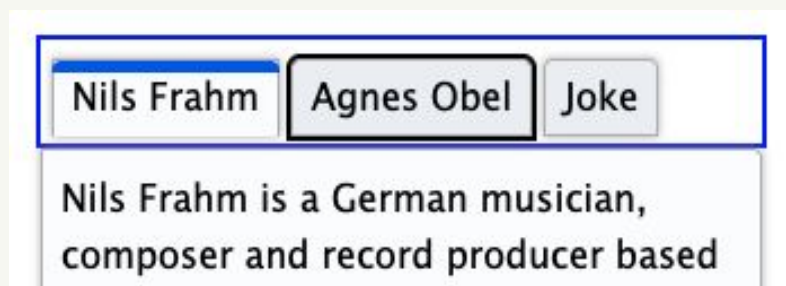 Nils Frahm Agnes Obel Joke
Nils Frahm is a German musician,
composer and record producer based